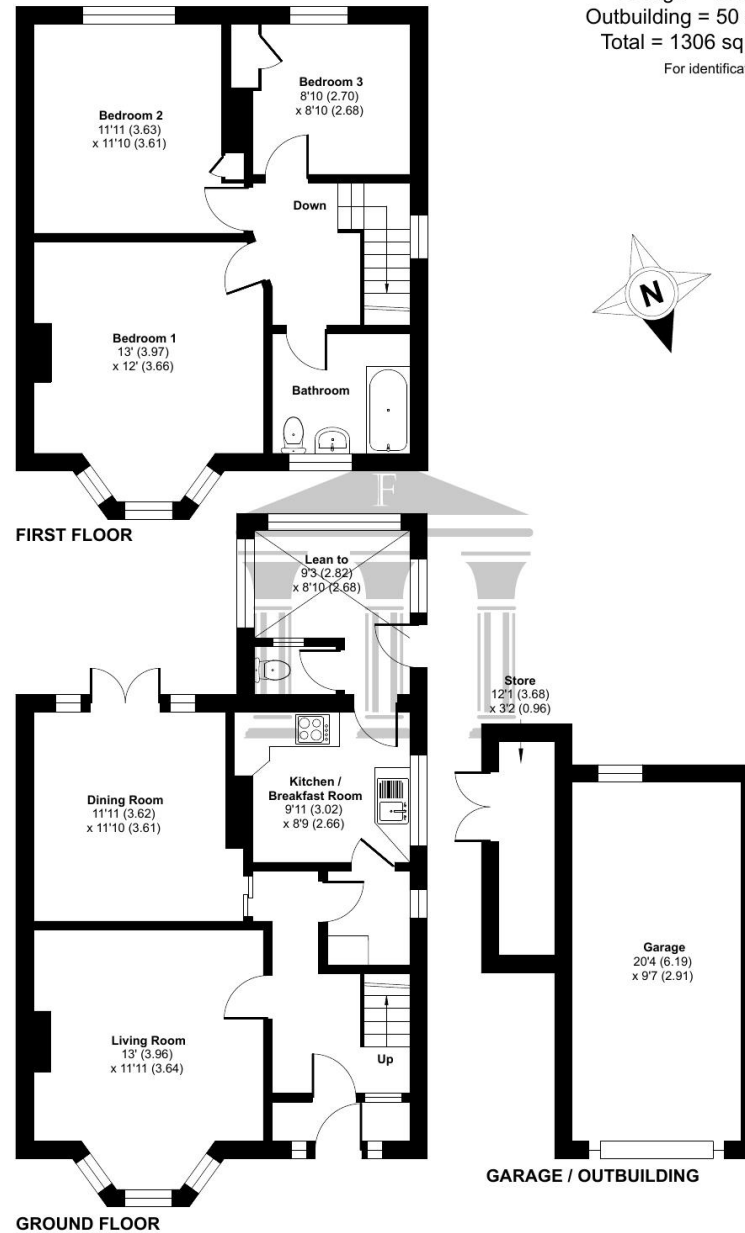 Outbuilding = 50
Total = 1306 sq
For identifica
Bedroom 2
11'11 (3.63)
x 11'10 (3.61)
Bedroom 3
8'10 (2.70)
x 8'10 (2.68)
Down
N
Bedroom 1
13' (3.97)
x 12' (3.66)
Bathroom
FIRST FLOOR
F
Lean to
9'3 (2.82)
x 8'10 (2.68)
Store
12'1 (3.68)
x 3'2 (0.96)
Kitchen /
Breakfast Room
9'11 (3.02)
x 8'9 (2.66)
Dining Room
11'11 (3.62)
x 11'10 (3.61)
Garage
20'4 (6.19)
x 9'7 (2.91)
Living Room
13' (3.96)
x 11'11 (3.64)
Up
GARAGE / OUTBUILDING
GROUND FLOOR